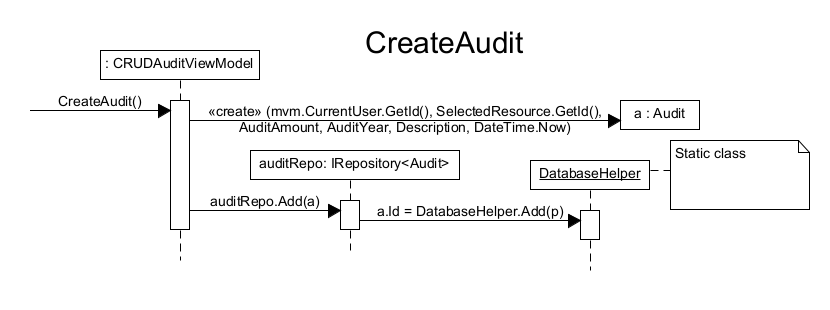 CreateAudit
: CRUDAuditViewModel
CreateAudit()
«create» (mvm.CurrentUser.GetId(), SelectedResource.GetId(),
AuditAmount, AuditYear, Description, DateTime.Now)
a : Audit
Static class
auditRepo: IRepository<Audit>
DatabaseHelper
auditRepo.Add(a)
a.Id = DatabaseHelper.Add(p)